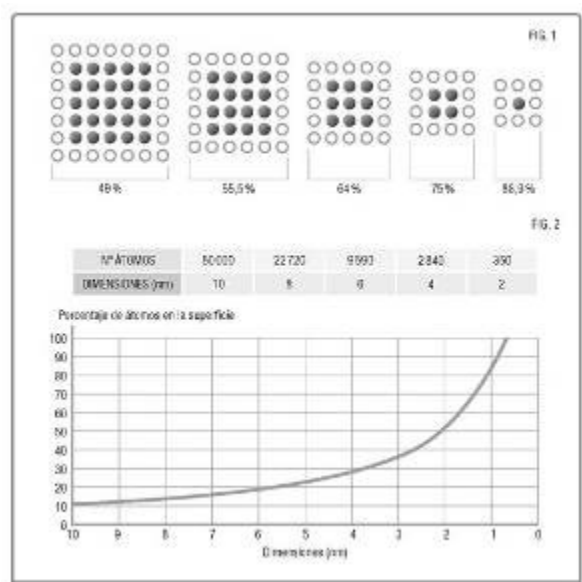 FIG. 1
49% 55,5% 64% 75% 88,9%
FIG. 2
Nº ÁTOMOS 50000 22720 2840
DIMENSIONES (nm) 10 8 6 4 2
Porcentaje de átomos en la superficie
100
90
80
70
60
50
40
30
20
10
0
10 9 8 7 6 5 4 3 2 1 0
Dimensiones (nm)